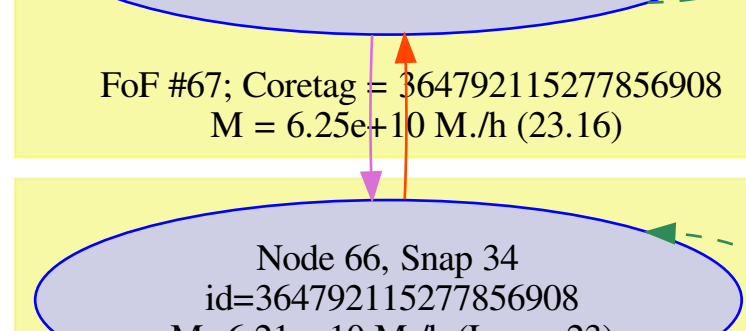 FoF #67; Coretag = 364792115277856908
M = 6.25e+10 M./h (23.16)
Node 66, Snap 34
id=364792115277856908